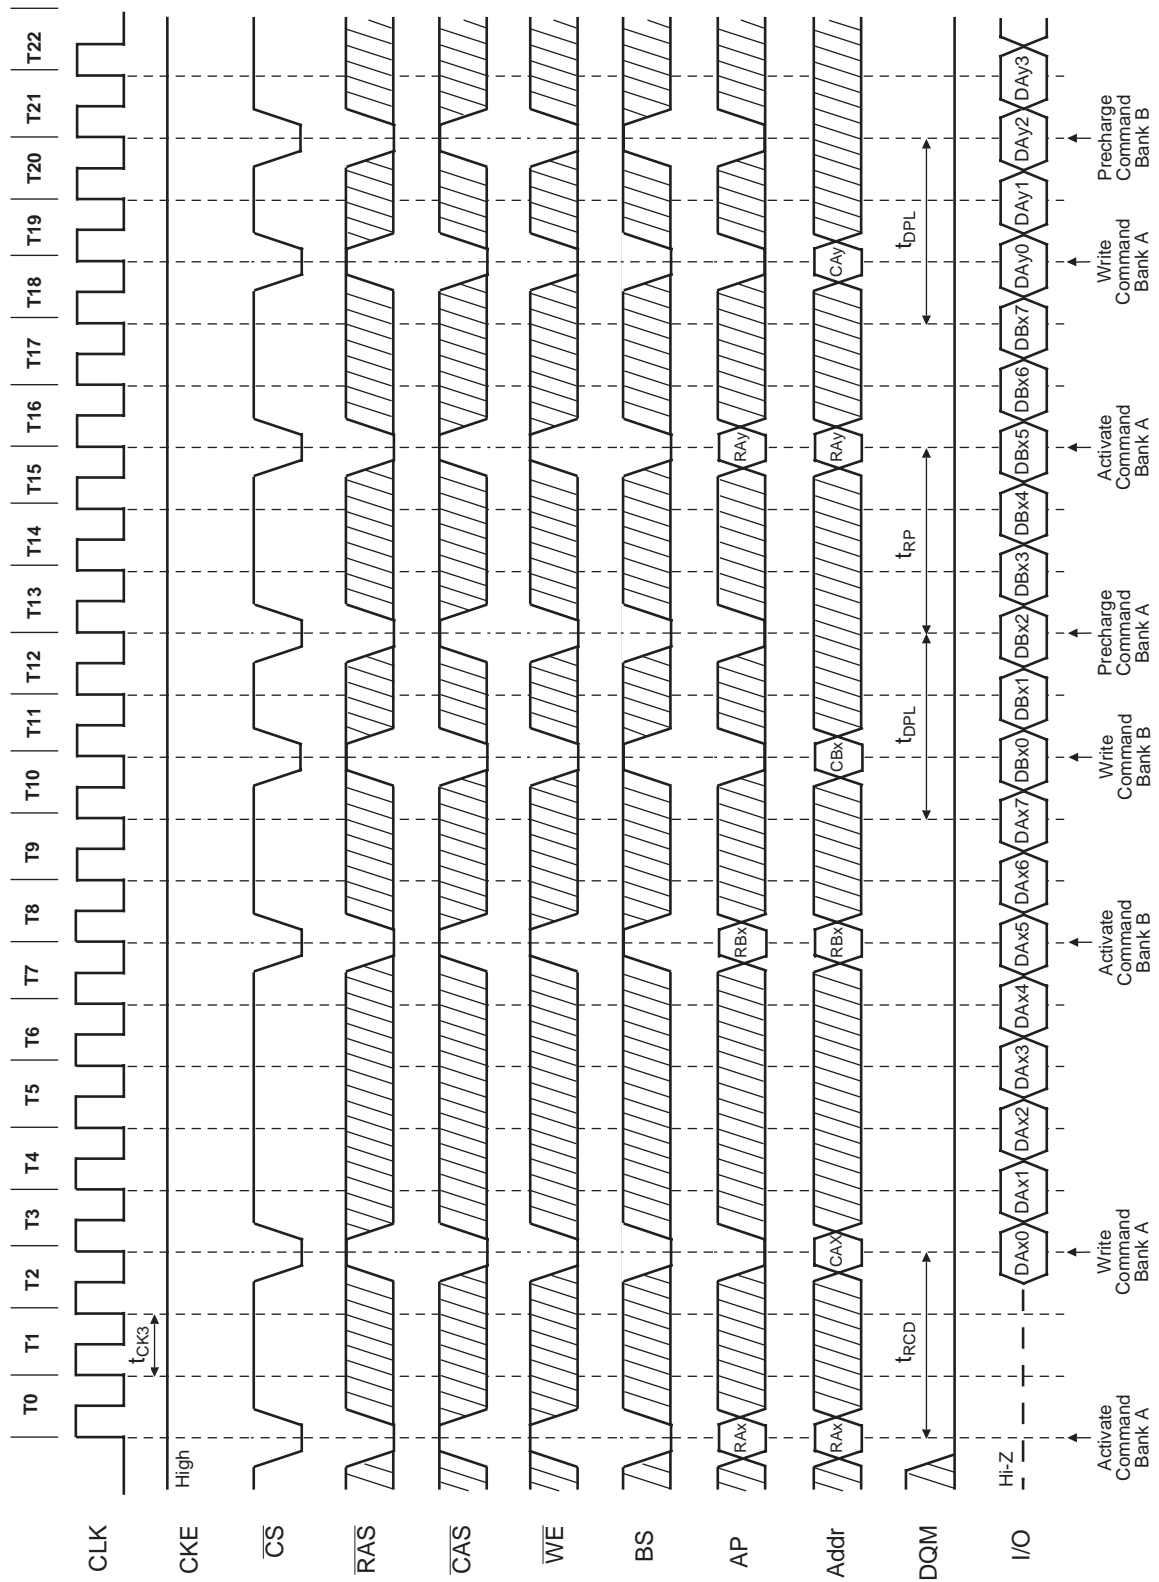 T0 T1 T2 T3 T4 T5 T6 T7 T8 T9 T10 T11 T12 T13 T14 T15 T16 T17 T18 T19 T20 T21 T22
CLK
tCK3
CKE
High
CS
RAS
CAS
WE
BS
AP
RAx RBx RAy
Addr
RAx CAX RBx CBx RAy CAy
DQM
tRCD tDPL tRP tDPL
I/O
Hi-Z
DAx0 DAx1 DAx2 DAx3 DAx4 DAx5 DAx6 DAx7 DBx0 DBx1 DBx2 DBx3 DBx4 DBx5 DBx6 DBx7 DAy0 DAy1 DAy2 DAy3
Activate
Command
Bank A
Write
Command
Bank A
Activate
Command
Bank B
Write
Command
Bank B
Precharge
Command
Bank A
Activate
Command
Bank A
Write
Command
Bank A
Precharge
Command
Bank B